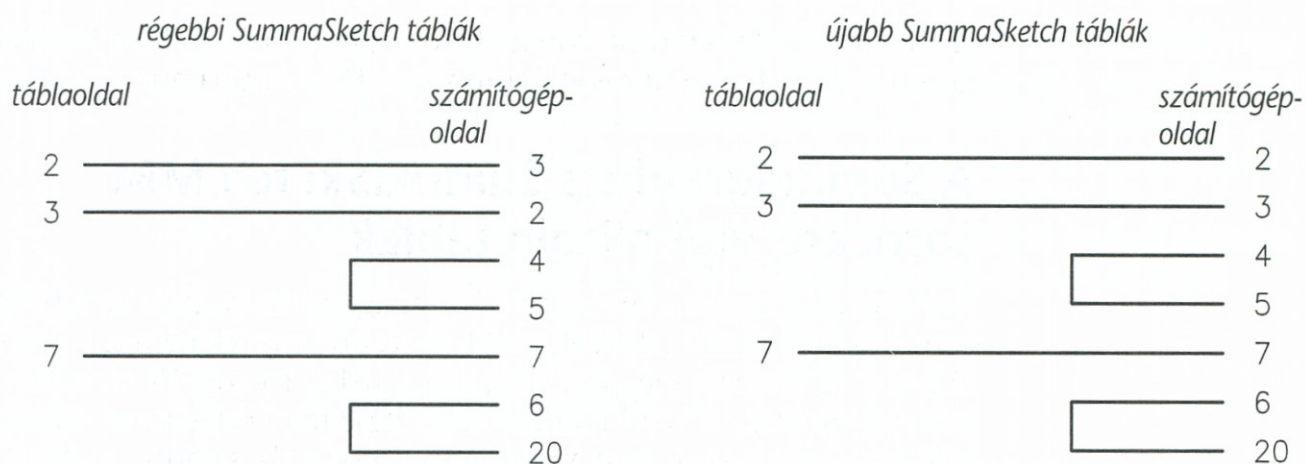 régebbi SummaSketch táblák
táblaoldal
számítógép-
oldal
2 3
3 2
4
5
7 7
6
20
újabb SummaSketch táblák
táblaoldal
számítógép-
oldal
2 2
3 3
4
5
7 7
6
20